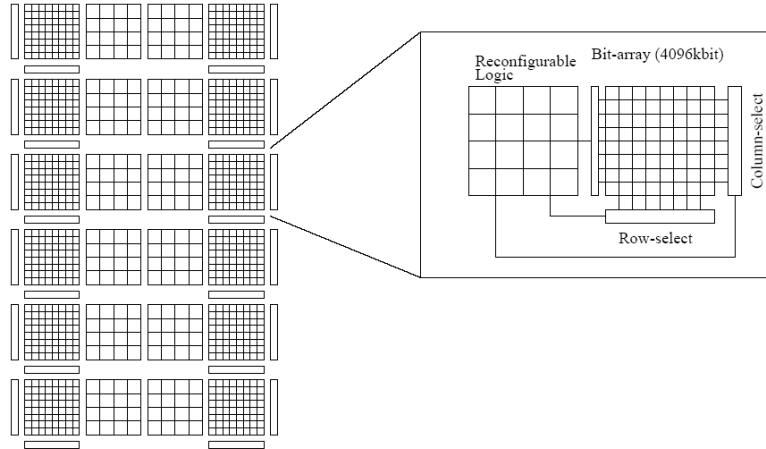 Reconfigurable
Logic
Bit-array (4096kbit)
Column-select
Row-select